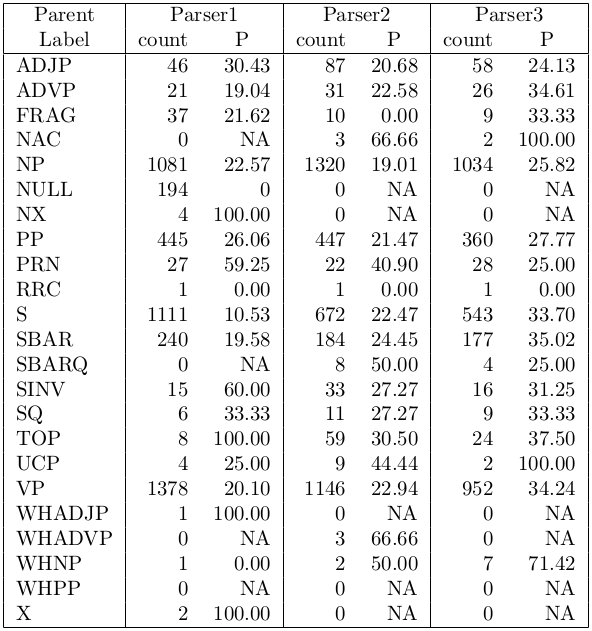 Parent Parser1 Parser2 Parser3
Label count P count P count P
ADJP 46 30.43 87 20.68 58 24.13
ADVP 21 19.04 31 22.58 26 34.61
FRAG 37 21.62 10 0.00 9 33.33
NAC 0 NA 3 66.66 2 100.00
NP 1081 22.57 1320 19.01 1034 25.82
NULL 194 0 0 NA 0 NA
NX 4 100.00 0 NA 0 NA
PP 445 26.06 447 21.47 360 27.77
PRN 27 59.25 22 40.90 28 25.00
RRC 1 0.00 1 0.00 1 0.00
S 1111 10.53 672 22.47 543 33.70
SBAR 240 19.58 184 24.45 177 35.02
SBARQ 0 NA 8 50.00 4 25.00
SINV 15 60.00 33 27.27 16 31.25
SQ 6 33.33 11 27.27 9 33.33
TOP 8 100.00 59 30.50 24 37.50
UCP 4 25.00 9 44.44 2 100.00
VP 1378 20.10 1146 22.94 952 34.24
WHADJP 1 100.00 0 NA 0 NA
WHADVP 0 NA 3 66.66 0 NA
WHNP 1 0.00 2 50.00 7 71.42
WHPP 0 NA 0 NA 0 NA
X 2 100.00 0 NA 0 NA